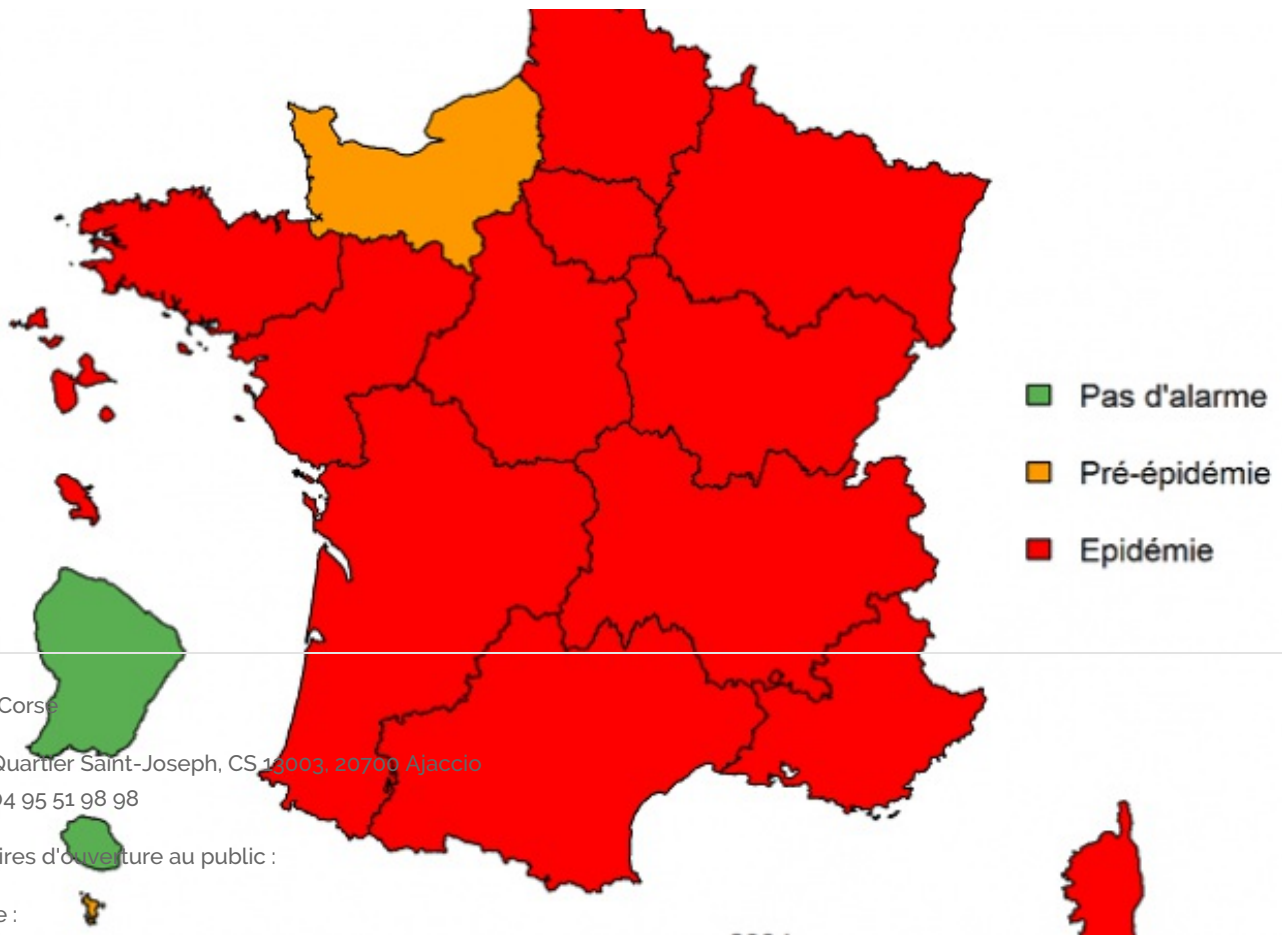 Pas d'alarme
Pré-épidémie
Epidémie
Corse
Quartier Saint-Joseph, CS 13003, 20700 Ajaccio
04 95 51 98 98
ires d'ouverture au public :
e :